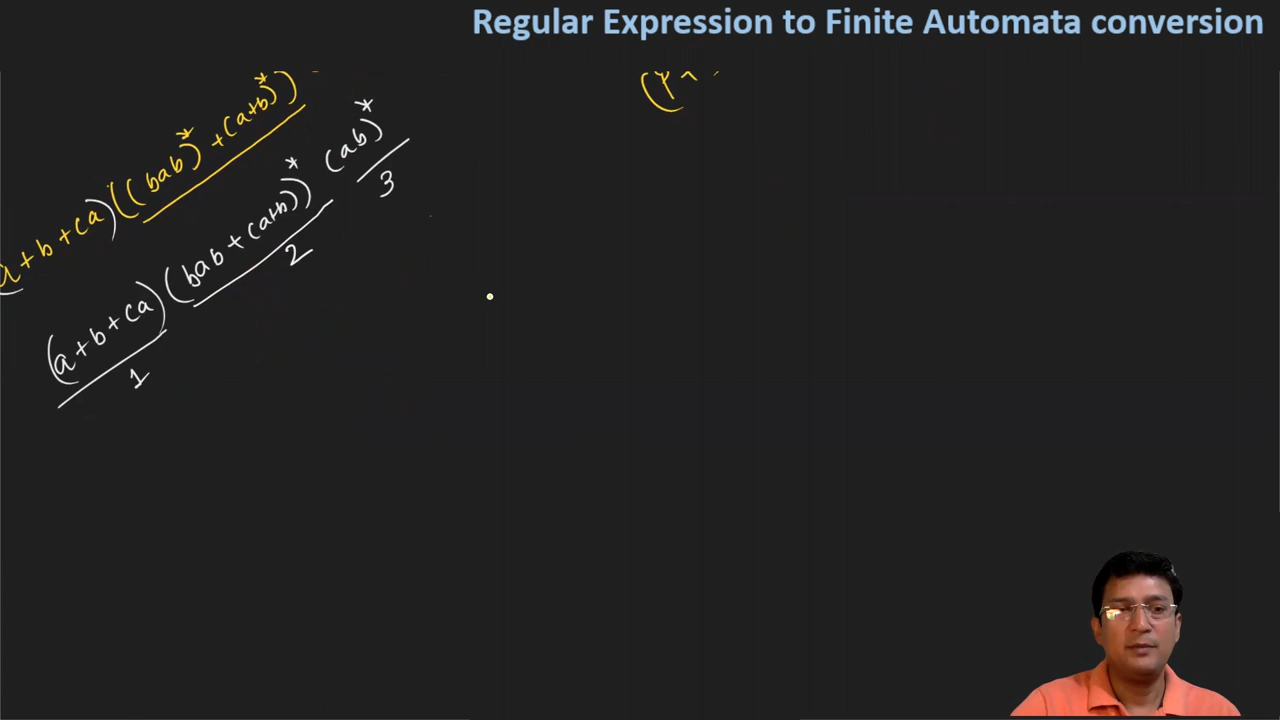 Regular Expression to Finite Automata conversion
a + b + ca) ((bab)* + (a+b)*))
(a + b + ca) (bab + (a+b))* (ab)*
1 2 3